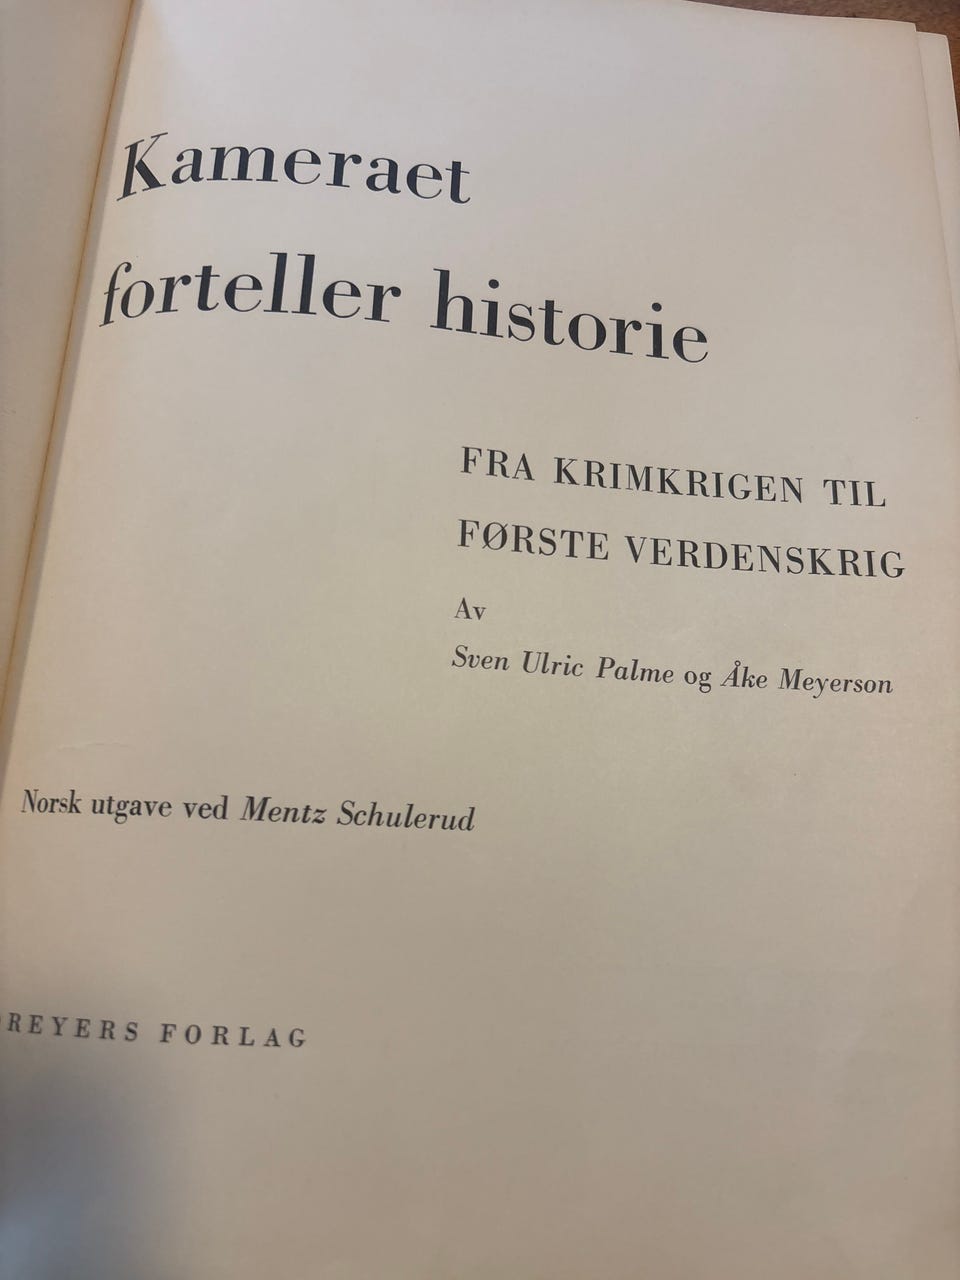 Kameraet
forteller historie
FRA KRIMKRIGEN TIL
FØRSTE VERDENSKRIG
Av
Sven Ulric Palme og Åke Meyerson
Norsk utgave ved Mentz Schulerud
DREYERS FORLAG